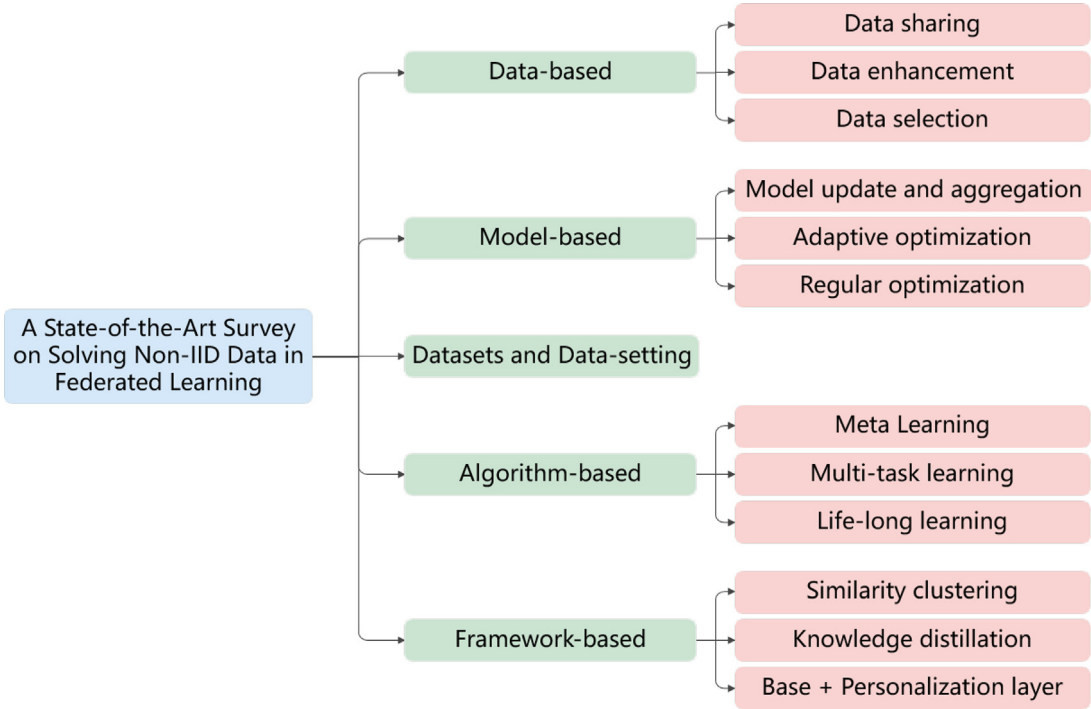 A State-of-the-Art Survey
on Solving Non-IID Data in
Federated Learning
Data-based
Data sharing
Data enhancement
Data selection
Model-based
Model update and aggregation
Adaptive optimization
Regular optimization
Datasets and Data-setting
Algorithm-based
Meta Learning
Multi-task learning
Life-long learning
Framework-based
Similarity clustering
Knowledge distillation
Base + Personalization layer